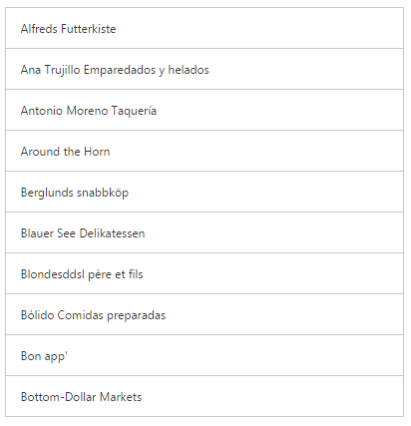 Alfreds Futterkiste
Ana Trujillo Emparedados y helados
Antonio Moreno Taquería
Around the Horn
Berglunds snabbköp
Blauer See Delikatessen
Blondesddsl père et fils
Bólido Comidas preparadas
Bon app'
Bottom-Dollar Markets